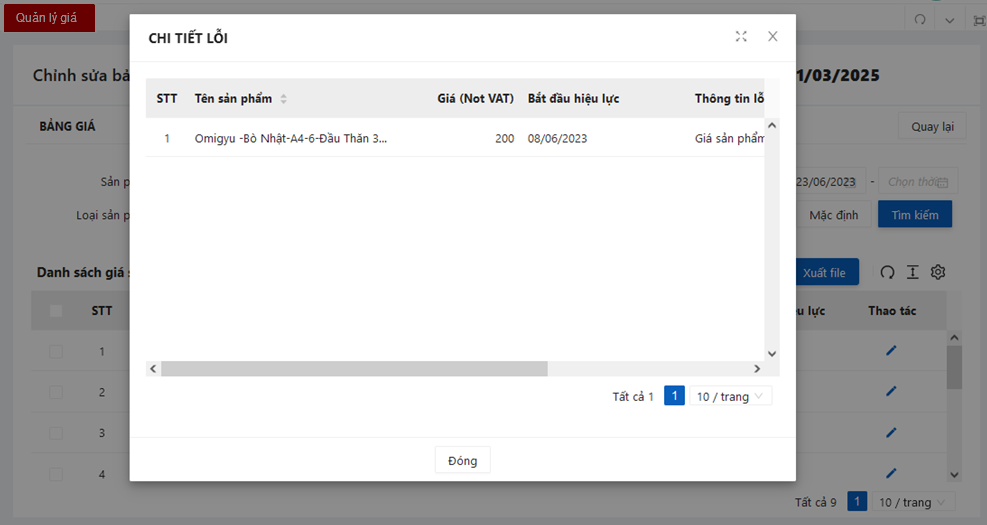 Quản lý giá
CHI TIẾT LỖI
Chỉnh sửa bả 1/03/2025
STT Tên sản phẩm Giá (Not VAT) Bắt đầu hiệu lực Thông tin lỗ
1 Omigyu -Bò Nhật-A4-6-Đầu Thăn 3... 200 08/06/2023 Giá sản phẩm
BẢNG GIÁ Quay lại
Sản p 23/06/2023 - Chọn thời
Loại sản p Mặc định Tìm kiếm
Danh sách giá s Xuất file
STT u lực Thao tác
1
2
3
4
Tất cả 1 1 10 / trang
Đóng
Tất cả 9 1 10 / trang